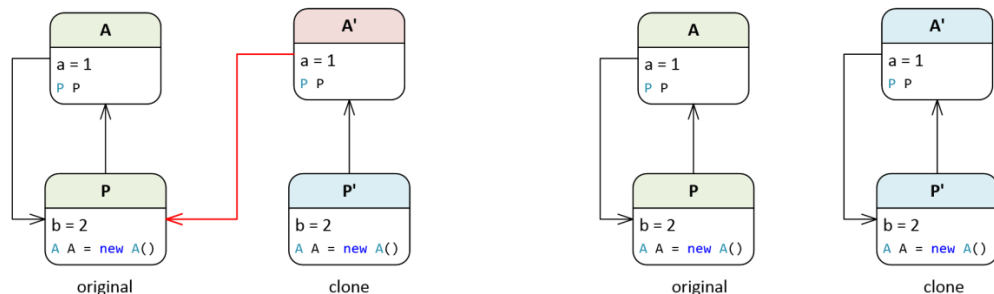 A
a = 1
P P
P
b = 2
A A = new A()
original
A'
a = 1
P P
P'
b = 2
A A = new A()
clone
A
a = 1
P P
P
b = 2
A A = new A()
original
A'
a = 1
P P
P'
b = 2
A A = new A()
clone